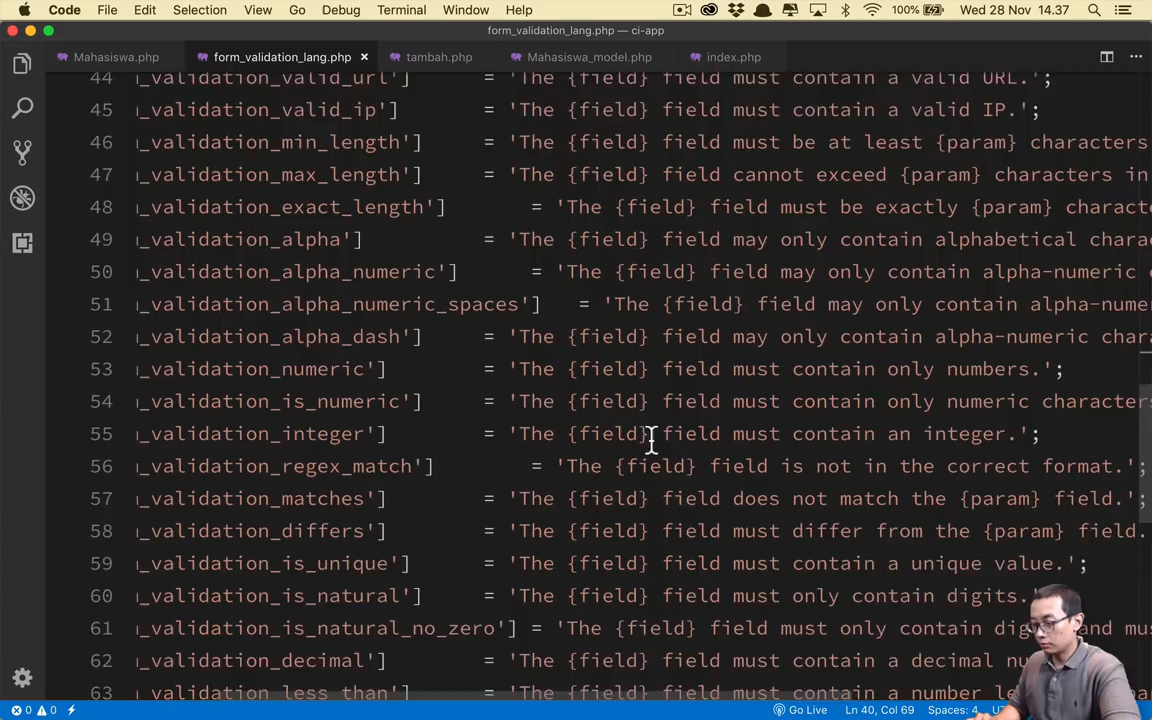 Code File Edit Selection View Go Debug Terminal Window Help 100% Wed 28 Nov 14.37
form_validation_lang.php — ci-app
Mahasiswa.php form_validation_lang.php × tambah.php Mahasiswa_model.php index.php
44 _validation_valid_url'] = 'The {field} field must contain a valid URL.';
45 _validation_valid_ip'] = 'The {field} field must contain a valid IP.';
46 _validation_min_length'] = 'The {field} field must be at least {param} characters
47 _validation_max_length'] = 'The {field} field cannot exceed {param} characters in
48 _validation_exact_length'] = 'The {field} field must be exactly {param}
49 _validation_alpha'] = 'The {field} field may only contain alphabetical
50 _validation_alpha_numeric'] = 'The {field} field may only contain alpha-numeric
51 _validation_alpha_numeric_spaces'] = 'The {field} field may only contain
52 _validation_alpha_dash'] = 'The {field} field may only contain alpha-numeric
53 _validation_numeric'] = 'The {field} field must contain only numbers.';
54 _validation_is_numeric'] = 'The {field} field must contain only numeric characters
55 _validation_integer'] = 'The {field} field must contain an integer.';
56 _validation_regex_match'] = 'The {field} field is not in the correct format.';
57 _validation_matches'] = 'The {field} field does not match the {param} field.';
58 _validation_differs'] = 'The {field} field must differ from the {param} field.
59 _validation_is_unique'] = 'The {field} field must contain a unique value.';
60 _validation_is_natural'] = 'The {field} field must only contain digits.'
61 _validation_is_natural_no_zero'] = 'The {field} field must only contain and
62 _validation_decimal'] = 'The {field} field must contain a decimal
63 _validation_less_than'] = 'The {field} field must contain a number
0 0 Go Live Ln 40, Col 69 Spaces: 4